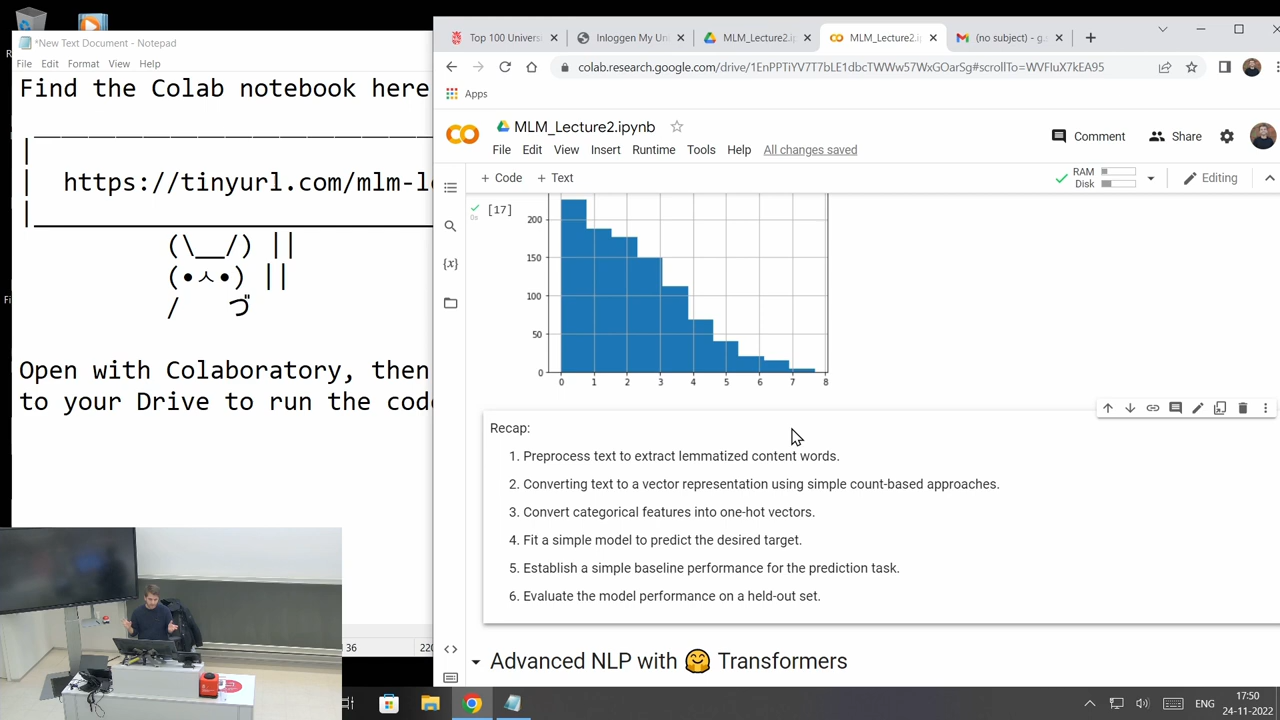 *New Text Document - Notepad
File Edit Format View Help
Find the Colab notebook here
https://tinyurl.com/mlm-l
(\__/) ||
(•ㅅ•) ||
/ づ
Open with Colaboratory, then
to your Drive to run the cod
36
220
Top 100 Univers
Inloggen My Un
MLM_Lecture2.ip
MLM_Lecture2.i
(no subject) - g.
colab.research.google.com/drive/1EnPPTiYV7T7bLE1dbcTWWw57WxGOarSg#scrollTo=WVFIuX7kEA95
Apps
MLM_Lecture2.ipynb
Comment
Share
File Edit View Insert Runtime Tools Help All changes saved
+ Code + Text
RAM
Disk
Editing
[17]
0s
200
150
100
50
0
0 1 2 3 4 5 6 7 8
{x}
Recap:
1. Preprocess text to extract lemmatized content words.
2. Converting text to a vector representation using simple count-based approaches.
3. Convert categorical features into one-hot vectors.
4. Fit a simple model to predict the desired target.
5. Establish a simple baseline performance for the prediction task.
6. Evaluate the model performance on a held-out set.
Advanced NLP with 🤗 Transformers
ENG
17:50
24-11-2022